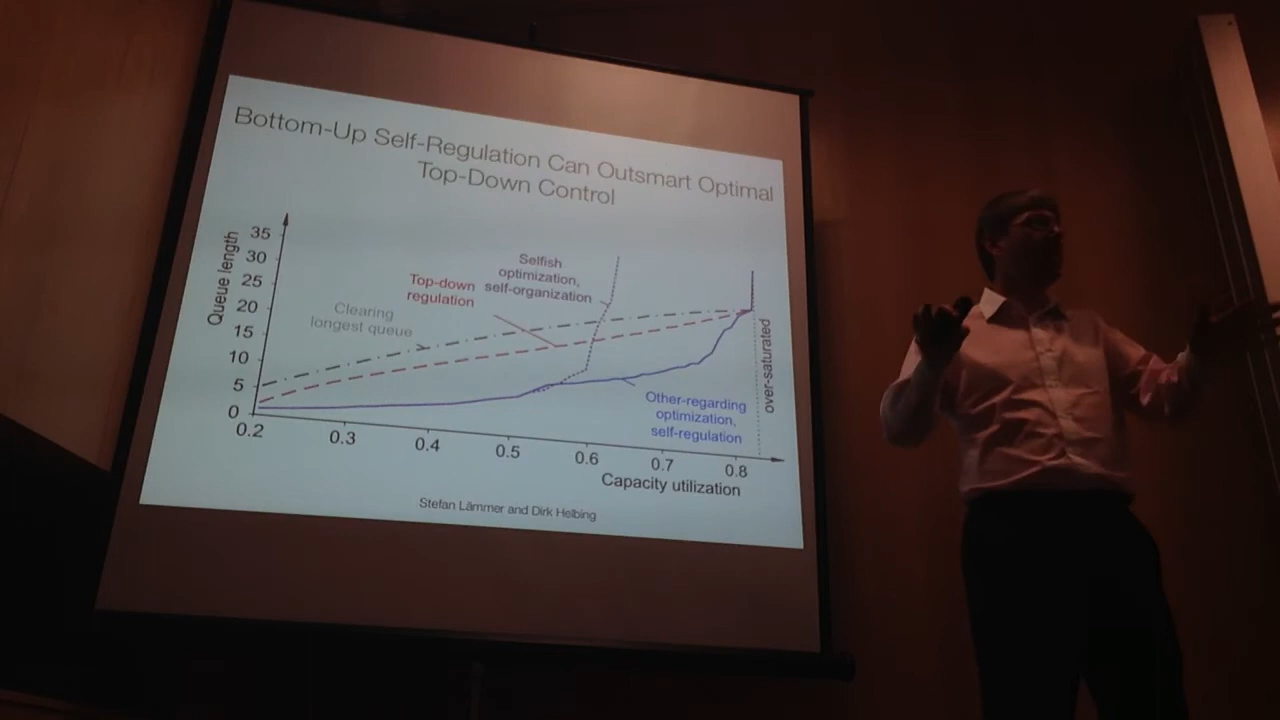 Bottom-Up Self-Regulation Can Outsmart Optimal
Top-Down Control
Queue length
35
30
25
20
15
10
5
0
Clearing
longest queue
Top-down
regulation
Selfish
optimization,
self-organization
Other-regarding
optimization,
self-regulation
over-saturated
0.2
0.3
0.4
0.5
0.6
0.7
0.8
Capacity utilization
Stefan Lämmer and Dirk Helbing